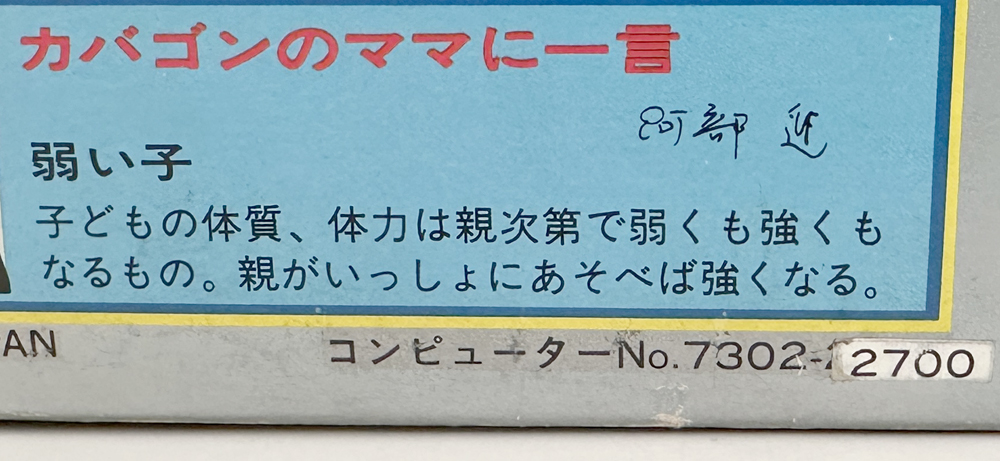 カバゴンのママに一言
阿部 進
弱い子
子どもの体質、体力は親次第で弱くも強くも
なるもの。親がいっしょにあそべば強くなる。
AN
コンピューターNo.7302-
2700